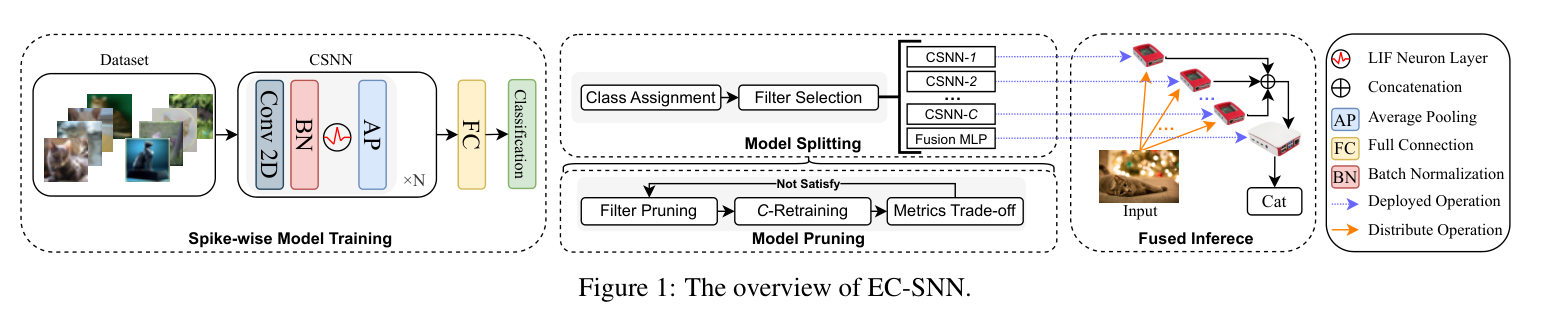 Dataset
CSNN
Conv 2D
BN
AP
×N
FC
Classification
Spike-wise Model Training
Class Assignment
Filter Selection
CSNN-1
CSNN-2
...
CSNN-C
Fusion MLP
Model Splitting
Not Satisfy
Filter Pruning
C-Retraining
Metrics Trade-off
Model Pruning
...
...
Input
Cat
Fused Inferece
LIF Neuron Layer
Concatenation
AP Average Pooling
FC Full Connection
BN Batch Normalization
Deployed Operation
Distribute Operation
Figure 1: The overview of EC-SNN.